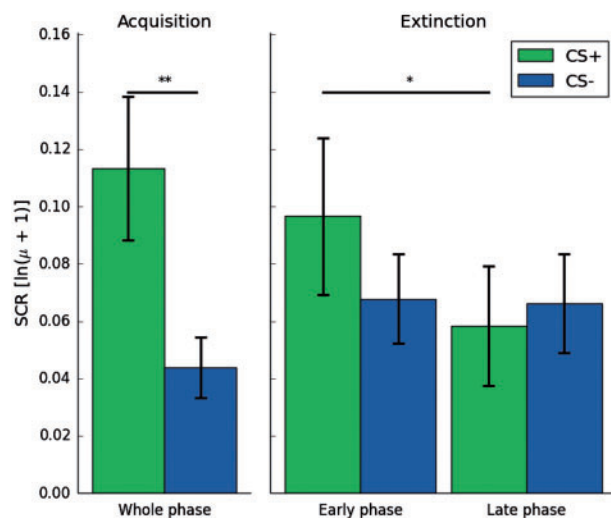 Acquisition
Extinction
SCR [ln(μ + 1)]
0.16
0.14
0.12
0.10
0.08
0.06
0.04
0.02
0.00
**
*
CS+
CS-
Whole phase
Early phase
Late phase